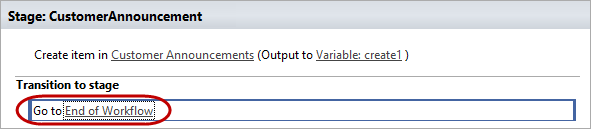 Stage: CustomerAnnouncement
Create item in Customer Announcements (Output to Variable: create1 )
Transition to stage
Go to End of Workflow